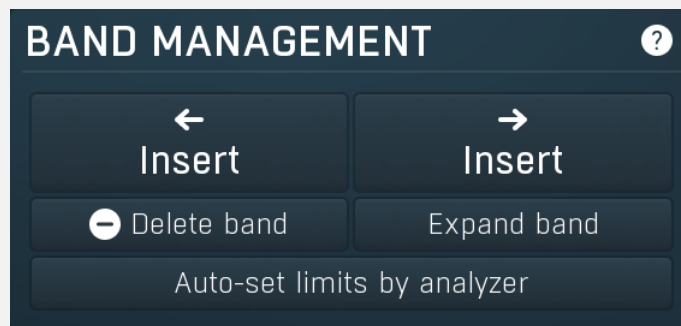 BAND MANAGEMENT ?
← →
Insert Insert
Delete band Expand band
Auto-set limits by analyzer